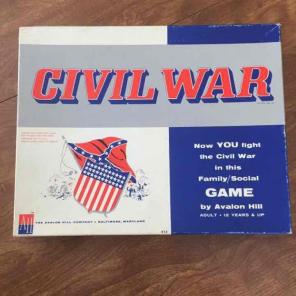 CIVIL WAR
Now YOU fight
the Civil War
in this
Family/Social
GAME
by Avalon Hill
ADULT • 12 YEARS & UP
AH
THE AVALON HILL COMPANY • BALTIMORE, MARYLAND